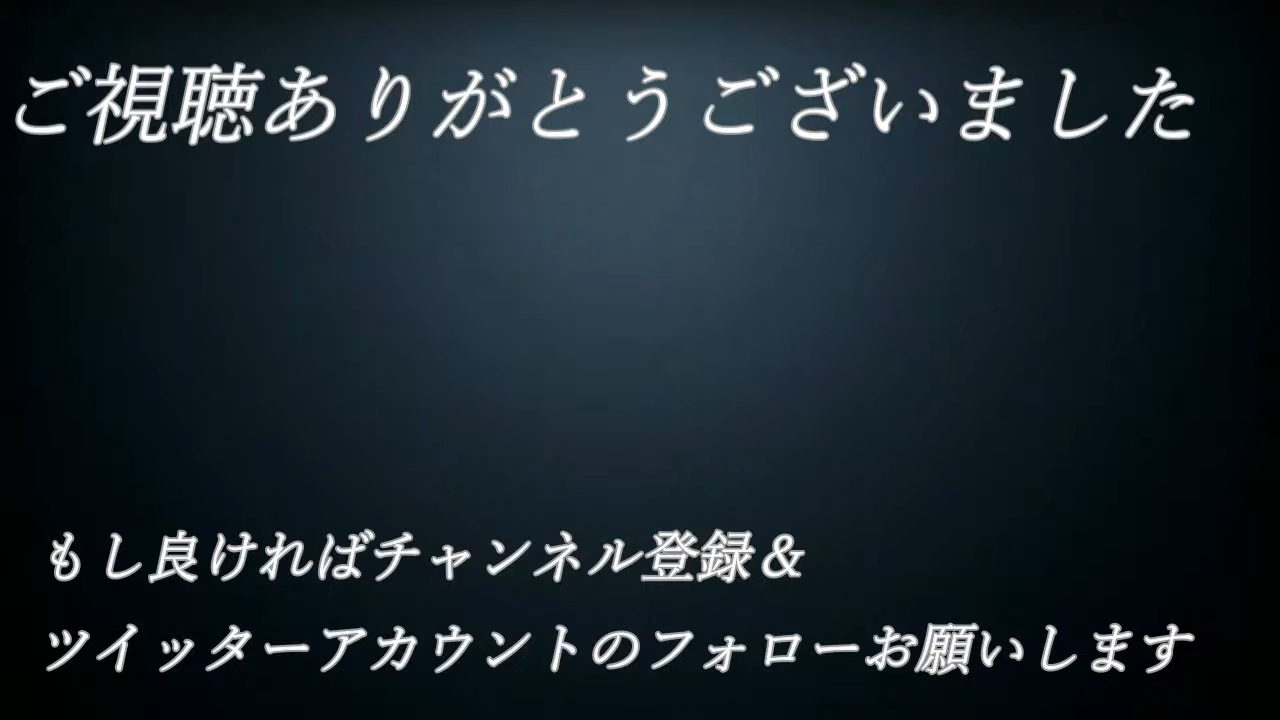 ご視聴ありがとうございました
もし良ければチャンネル登録＆
ツイッターアカウントのフォローお願いします